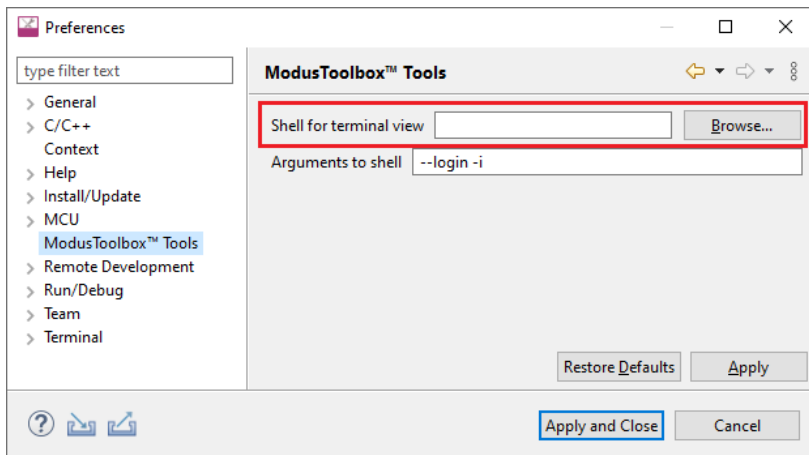 Preferences
type filter text
General
C/C++
Context
Help
Install/Update
MCU
ModusToolbox™ Tools
Remote Development
Run/Debug
Team
Terminal
ModusToolbox™ Tools
Shell for terminal view
Browse...
Arguments to shell --login -i
Restore Defaults Apply
Apply and Close Cancel